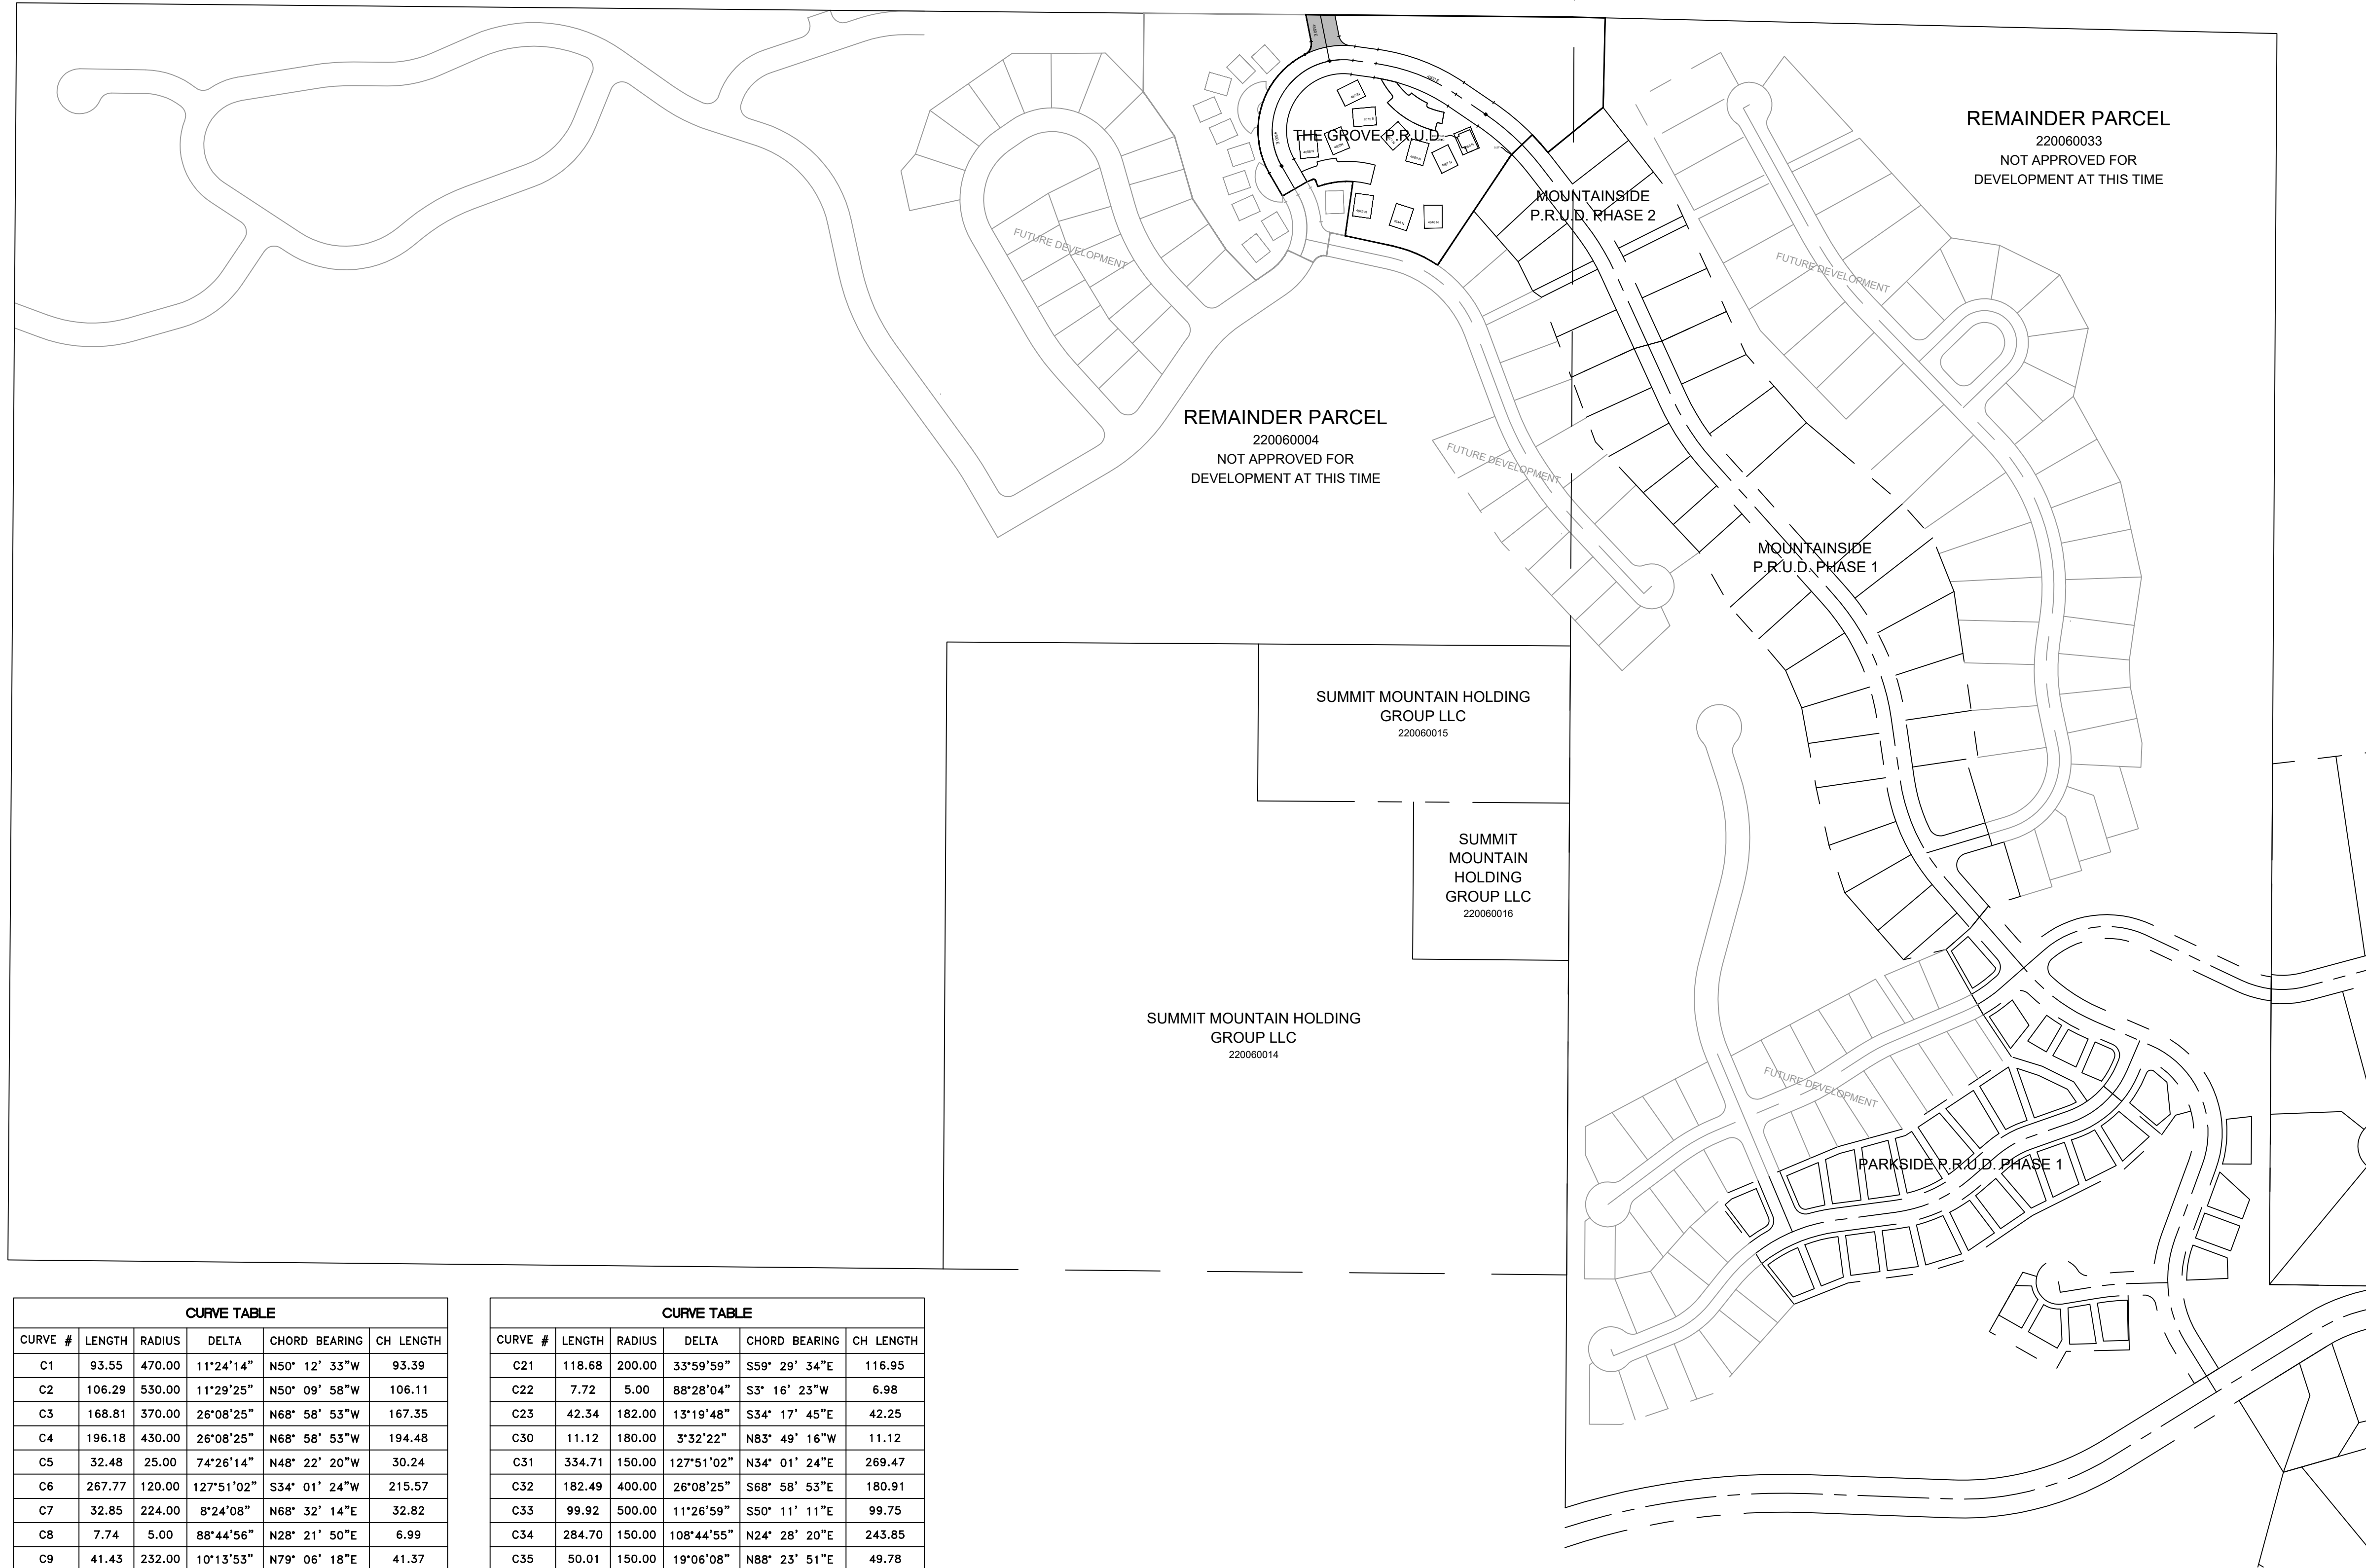 REMAINDER PARCEL
220060033
NOT APPROVED FOR
DEVELOPMENT AT THIS TIME
THE GROVE P.R.U.D.
MOUNTAINSIDE
P.R.U.D. PHASE 2
FUTURE DEVELOPMENT
FUTURE DEVELOPMENT
REMAINDER PARCEL
220060004
NOT APPROVED FOR
DEVELOPMENT AT THIS TIME
FUTURE DEVELOPMENT
MOUNTAINSIDE
P.R.U.D. PHASE 1
SUMMIT MOUNTAIN HOLDING
GROUP LLC
220060015
SUMMIT
MOUNTAIN
HOLDING
GROUP LLC
220060016
SUMMIT MOUNTAIN HOLDING
GROUP LLC
220060014
FUTURE DEVELOPMENT
PARKSIDE P.R.U.D. PHASE 1
CURVE TABLE
CURVE # LENGTH RADIUS DELTA CHORD BEARING CH LENGTH
C1 93.55 470.00 11°24'14" N50° 12' 33"W 93.39
C2 106.29 530.00 11°29'25" N50° 09' 58"W 106.11
C3 168.81 370.00 26°08'25" N68° 58' 53"W 167.35
C4 196.18 430.00 26°08'25" N68° 58' 53"W 194.48
C5 32.48 25.00 74°26'14" N48° 22' 20"W 30.24
C6 267.77 120.00 127°51'02" S34° 01' 24"W 215.57
C7 32.85 224.00 8°24'08" N68° 32' 14"E 32.82
C8 7.74 5.00 88°44'56" N28° 21' 50"E 6.99
C9 41.43 232.00 10°13'53" N79° 06' 18"E 41.37
CURVE TABLE
CURVE # LENGTH RADIUS DELTA CHORD BEARING CH LENGTH
C21 118.68 200.00 33°59'59" S59° 29' 34"E 116.95
C22 7.72 5.00 88°28'04" S3° 16' 23"W 6.98
C23 42.34 182.00 13°19'48" S34° 17' 45"E 42.25
C30 11.12 180.00 3°32'22" N83° 49' 16"W 11.12
C31 334.71 150.00 127°51'02" N34° 01' 24"E 269.47
C32 182.49 400.00 26°08'25" S68° 58' 53"E 180.91
C33 99.92 500.00 11°26'59" S50° 11' 11"E 99.75
C34 284.70 150.00 108°44'55" N24° 28' 20"E 243.85
C35 50.01 150.00 19°06'08" N88° 23' 51"E 49.78